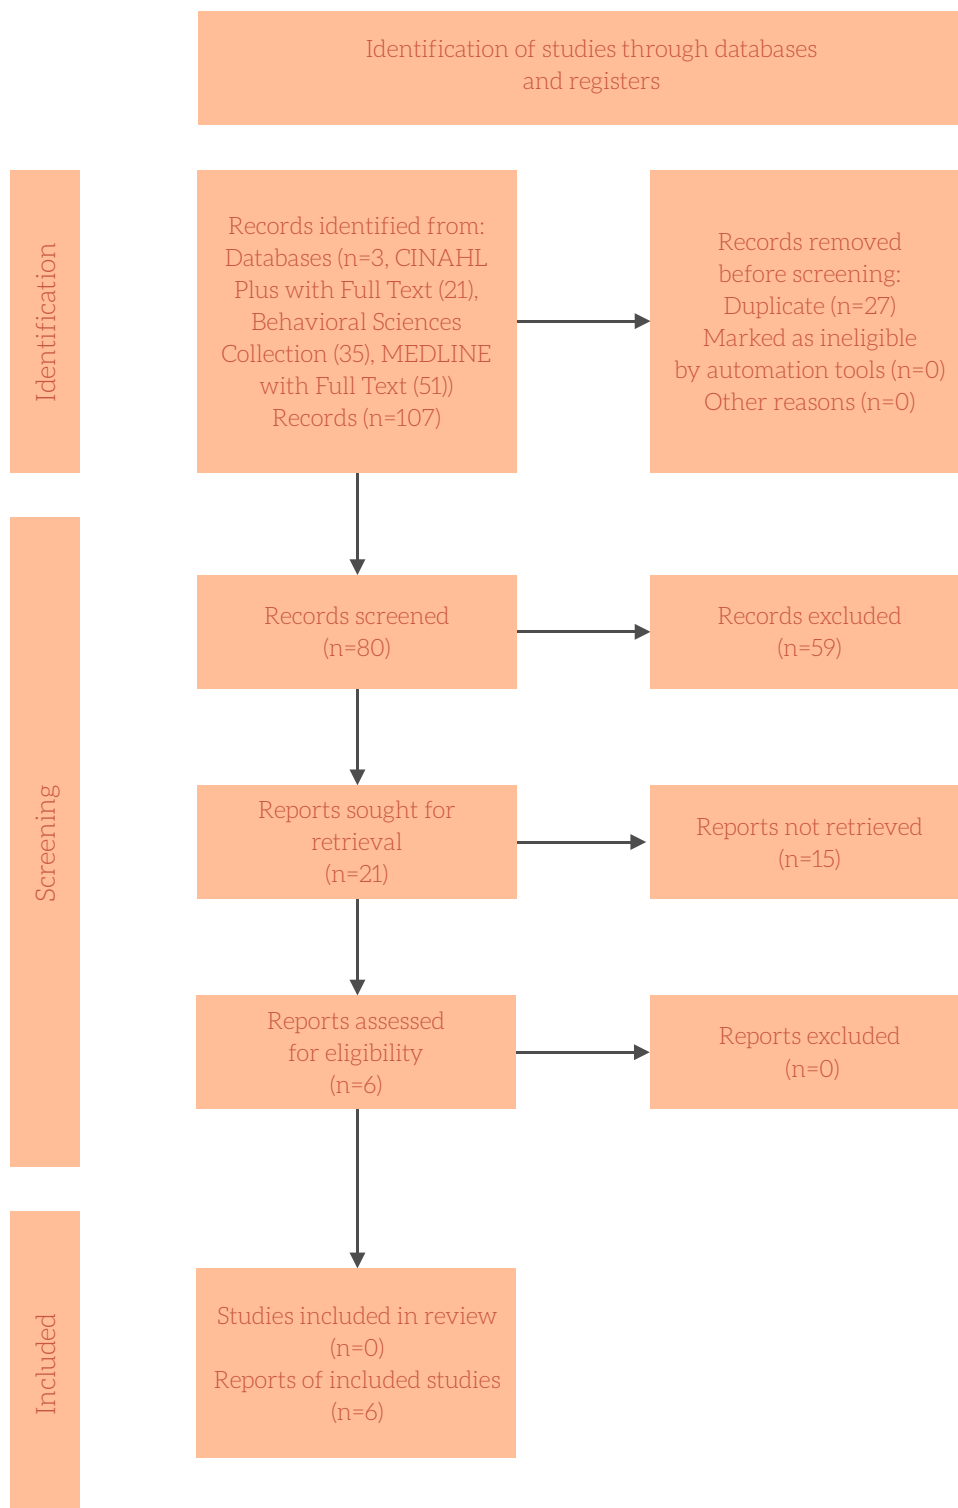 Identification of studies through databases
and registers
Identification
Records identified from:
Databases (n=3, CINAHL
Plus with Full Text (21),
Behavioral Sciences
Collection (35), MEDLINE
with Full Text (51))
Records (n=107)
Records removed
before screening:
Duplicate (n=27)
Marked as ineligible
by automation tools (n=0)
Other reasons (n=0)
Screening
Records screened
(n=80)
Records excluded
(n=59)
Reports sought for
retrieval
(n=21)
Reports not retrieved
(n=15)
Reports assessed
for eligibility
(n=6)
Reports excluded
(n=0)
Included
Studies included in review
(n=0)
Reports of included studies
(n=6)